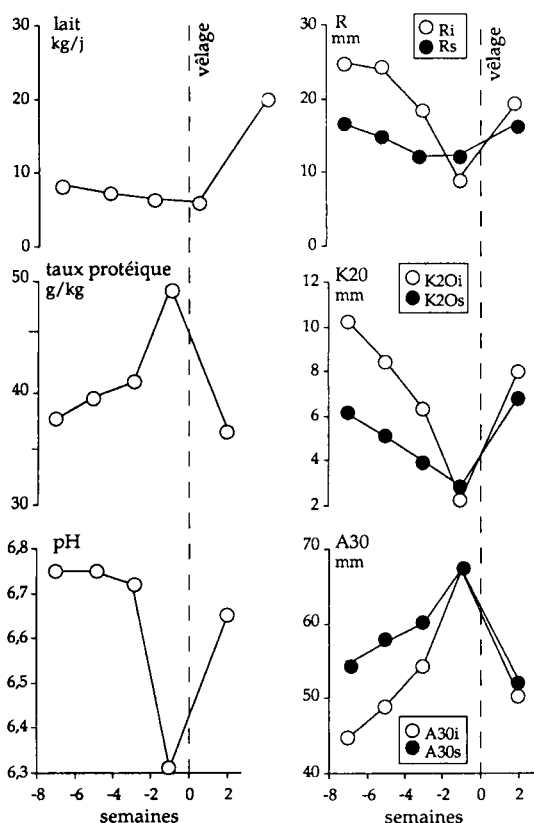 lait
kg/j
30
20
10
0
vêlage
taux protéique
g/kg
50
40
30
pH
6,8
6,7
6,6
6,5
6,4
6,3
-8 -6 -4 -2 0 2
semaines
R
mm
Ri
Rs
30
20
10
0
vêlage
K20
mm
K2Oi
K2Os
12
10
8
6
4
2
A30
mm
70
60
50
40
A30i
A30s
-8 -6 -4 -2 0 2
semaines